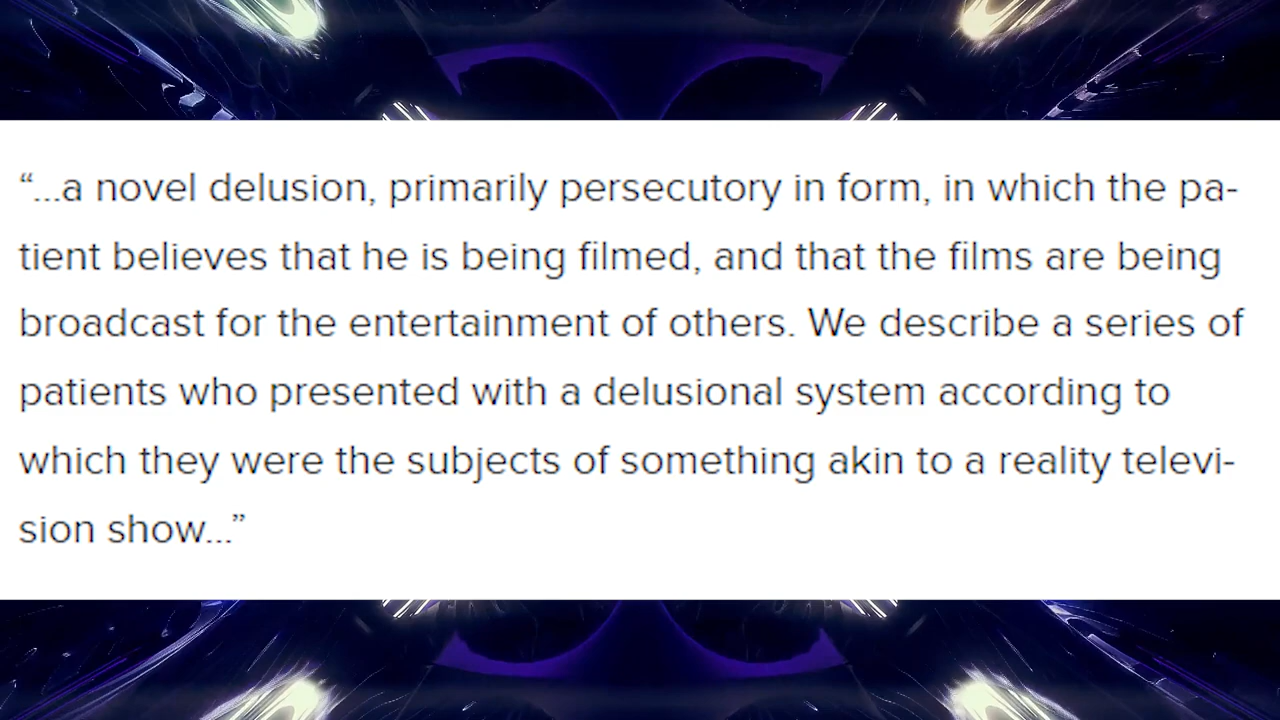 “...a novel delusion, primarily persecutory in form, in which the pa-
tient believes that he is being filmed, and that the films are being
broadcast for the entertainment of others. We describe a series of
patients who presented with a delusional system according to
which they were the subjects of something akin to a reality televi-
sion show...”